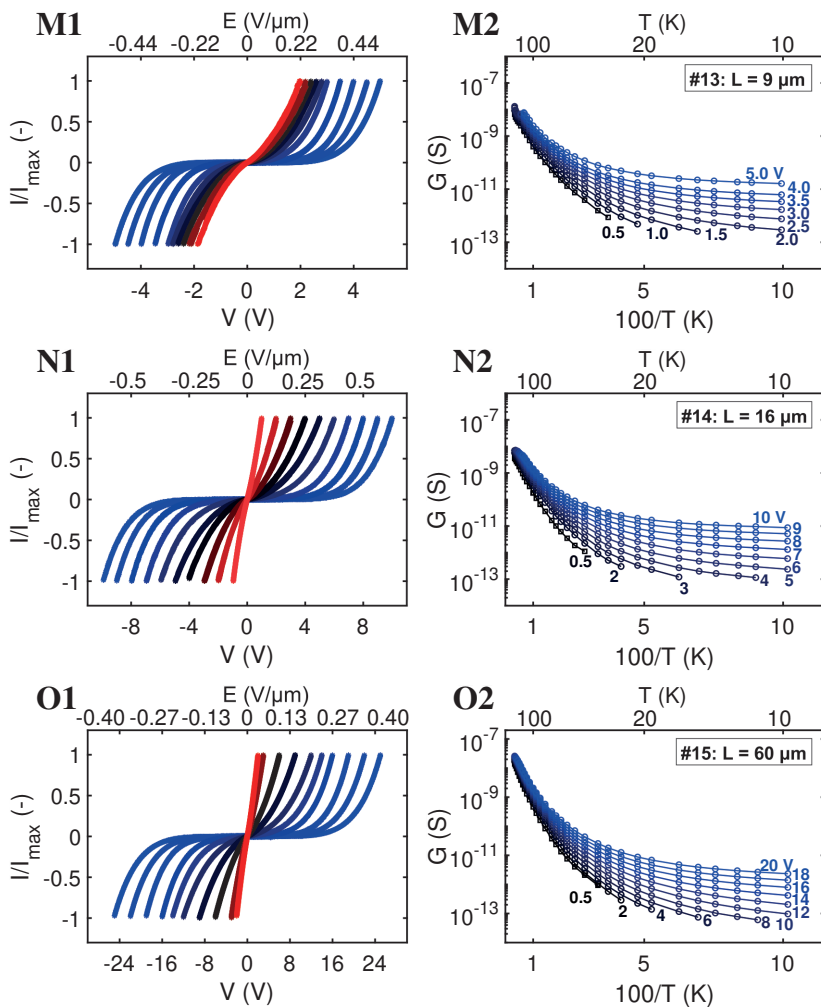 M1
E (V/µm)
-0.44 -0.22 0 0.22 0.44
1
0.5
0
-0.5
-1
I/I_max (-)
-4 -2 0 2 4
V (V)
M2
T (K)
100 20 10
#13: L = 9 µm
10^-7
10^-9
10^-11
10^-13
G (S)
5.0 V
4.0
3.5
3.0
2.5
2.0
0.5 1.0 1.5
1 5 10
100/T (K)
N1
E (V/µm)
-0.5 -0.25 0 0.25 0.5
1
0.5
0
-0.5
-1
I/I_max (-)
-8 -4 0 4 8
V (V)
N2
T (K)
100 20 10
#14: L = 16 µm
10^-7
10^-9
10^-11
10^-13
G (S)
10 V
9
8
7
6
5
0.5 2 3 4
1 5 10
100/T (K)
O1
E (V/µm)
-0.40 -0.27 -0.13 0 0.13 0.27 0.40
1
0.5
0
-0.5
-1
I/I_max (-)
-24 -16 -8 0 8 16 24
V (V)
O2
T (K)
100 20 10
#15: L = 60 µm
10^-7
10^-9
10^-11
10^-13
G (S)
20 V
18
16
14
12
10
0.5 2 4 6 8
1 5 10
100/T (K)